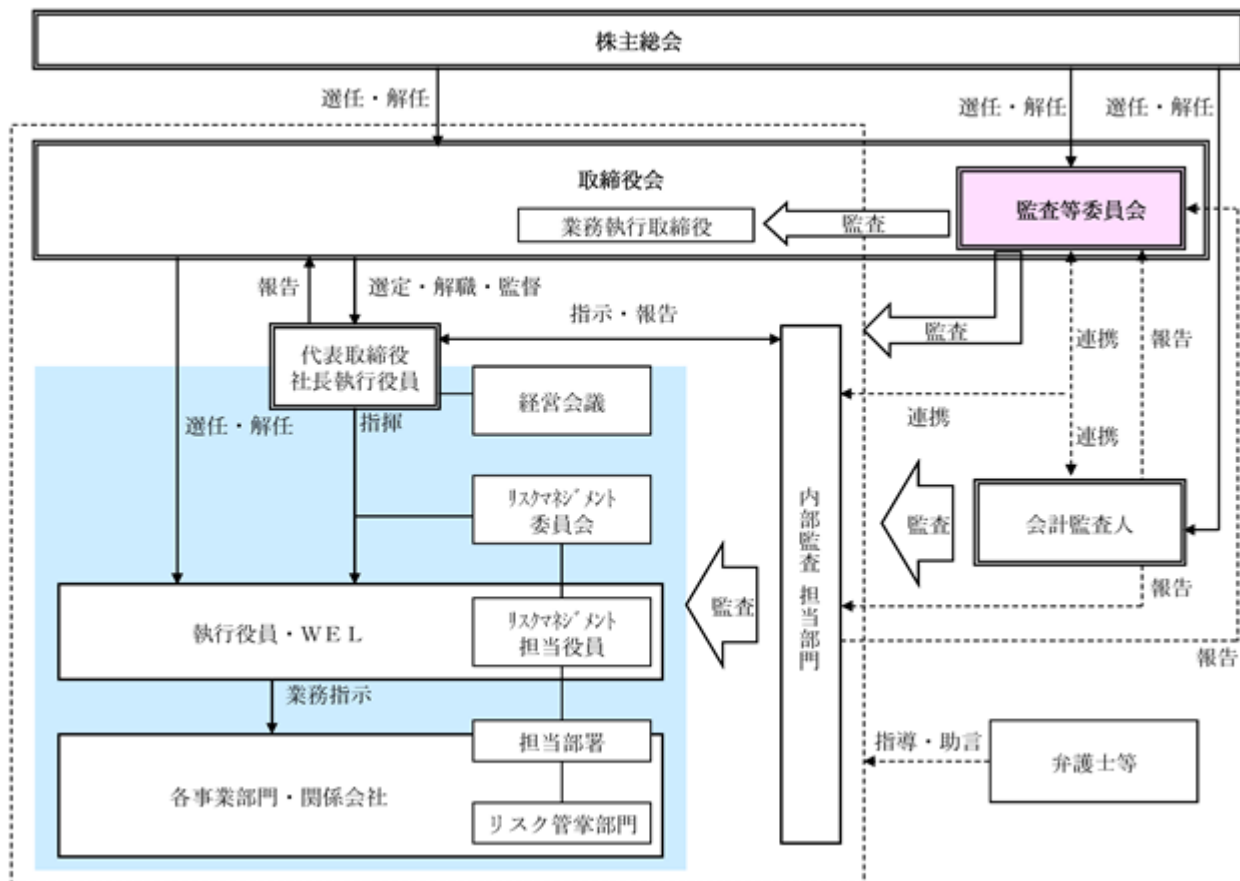 株主総会
選任・解任
選任・解任
選任・解任
取締役会
監査等委員会
業務執行取締役
監査
報告
選定・解職・監督
指示・報告
監査
連携
報告
代表取締役
社長執行役員
経営会議
選任・解任
指揮
連携
連携
リスクマネジメント
委員会
内部監査 担当部門
監査
会計監査人
監査
報告
執行役員・WEL
リスクマネジメント
担当役員
報告
業務指示
担当部署
指導・助言
弁護士等
各事業部門・関係会社
リスク管掌部門